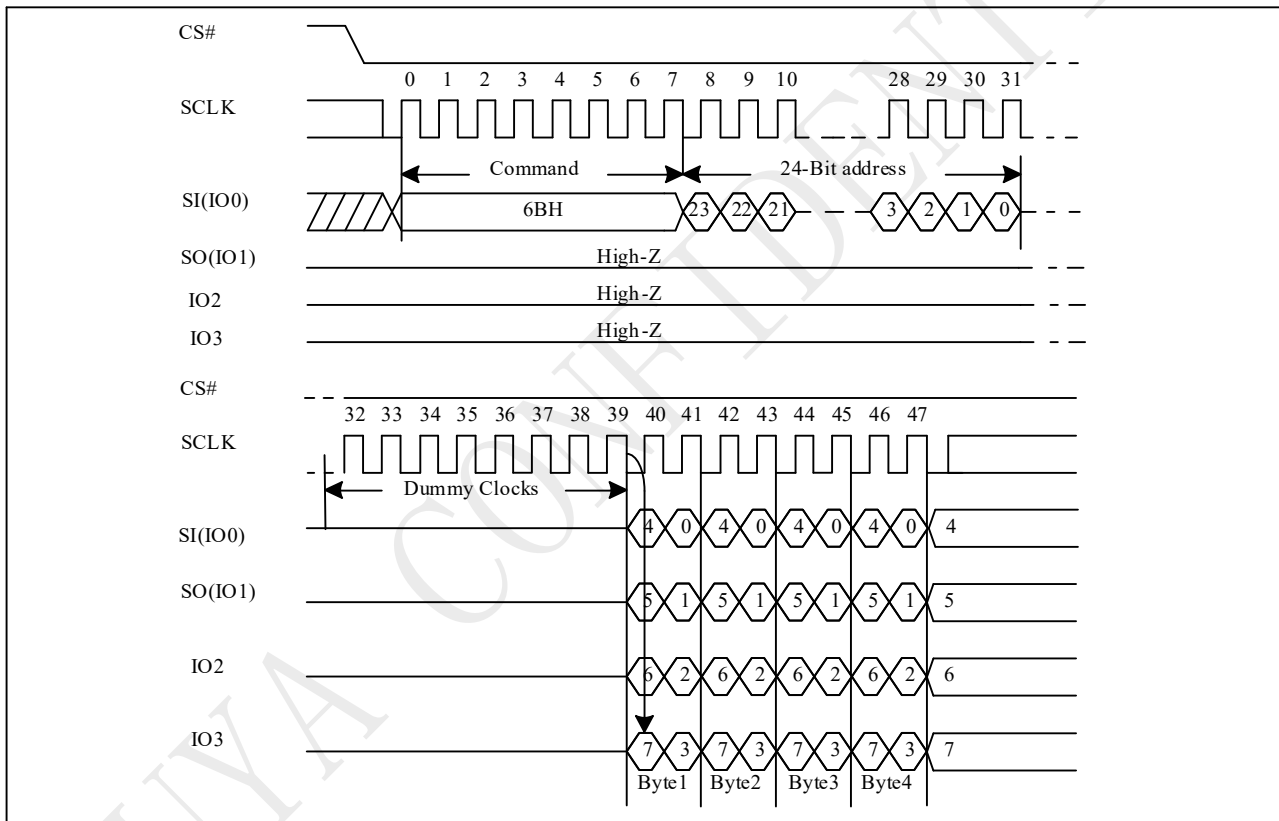 CS#
0 1 2 3 4 5 6 7 8 9 10 28 29 30 31
SCLK
Command 24-Bit address
SI(IO0) 6BH 23 22 21 3 2 1 0
SO(IO1) High-Z
IO2 High-Z
IO3 High-Z
CS#
32 33 34 35 36 37 38 39 40 41 42 43 44 45 46 47
SCLK
Dummy Clocks
SI(IO0) 4 0 4 0 4 0 4 0 4
SO(IO1) 5 1 5 1 5 1 5 1 5
IO2 6 2 6 2 6 2 6 2 6
IO3 7 3 7 3 7 3 7 3 7
Byte1 Byte2 Byte3 Byte4
UYA CONFIDENT